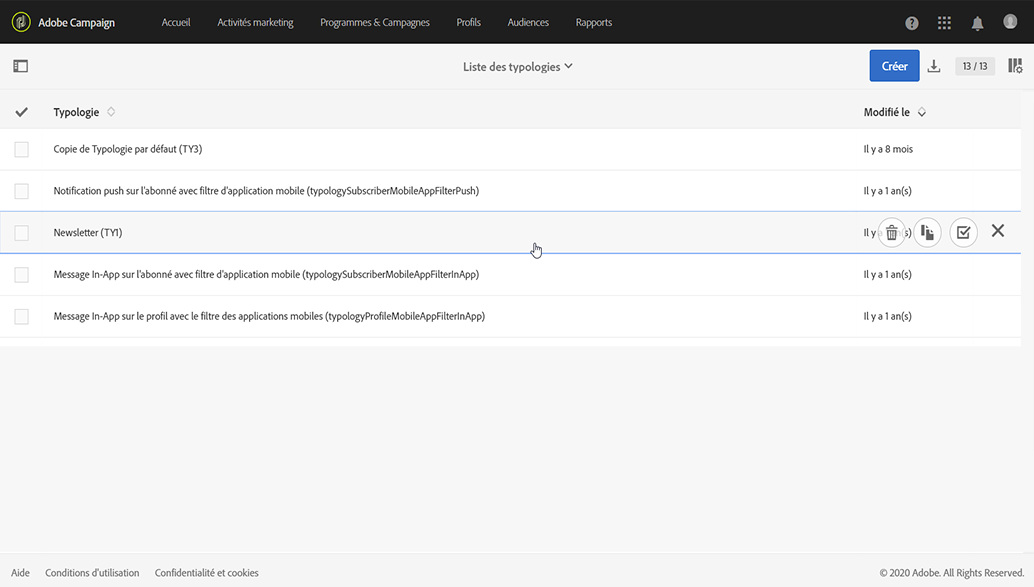 Adobe Campaign Accueil Activités marketing Programmes & Campagnes Profils Audiences Rapports
Liste des typologies Créer 13 / 13
Typologie Modifié le
Copie de Typologie par défaut (TY3) Il y a 8 mois
Notification push sur l'abonné avec filtre d'application mobile (typologySubscriberMobileAppFilterPush) Il y a 1 an(s)
Newsletter (TY1) Il y
Message In-App sur l'abonné avec filtre d'application mobile (typologySubscriberMobileAppFilterInApp) Il y a 1 an(s)
Message In-App sur le profil avec le filtre des applications mobiles (typologyProfileMobileAppFilterInApp) Il y a 1 an(s)
Aide Conditions d'utilisation Confidentialité et cookies © 2020 Adobe. All Rights Reserved.